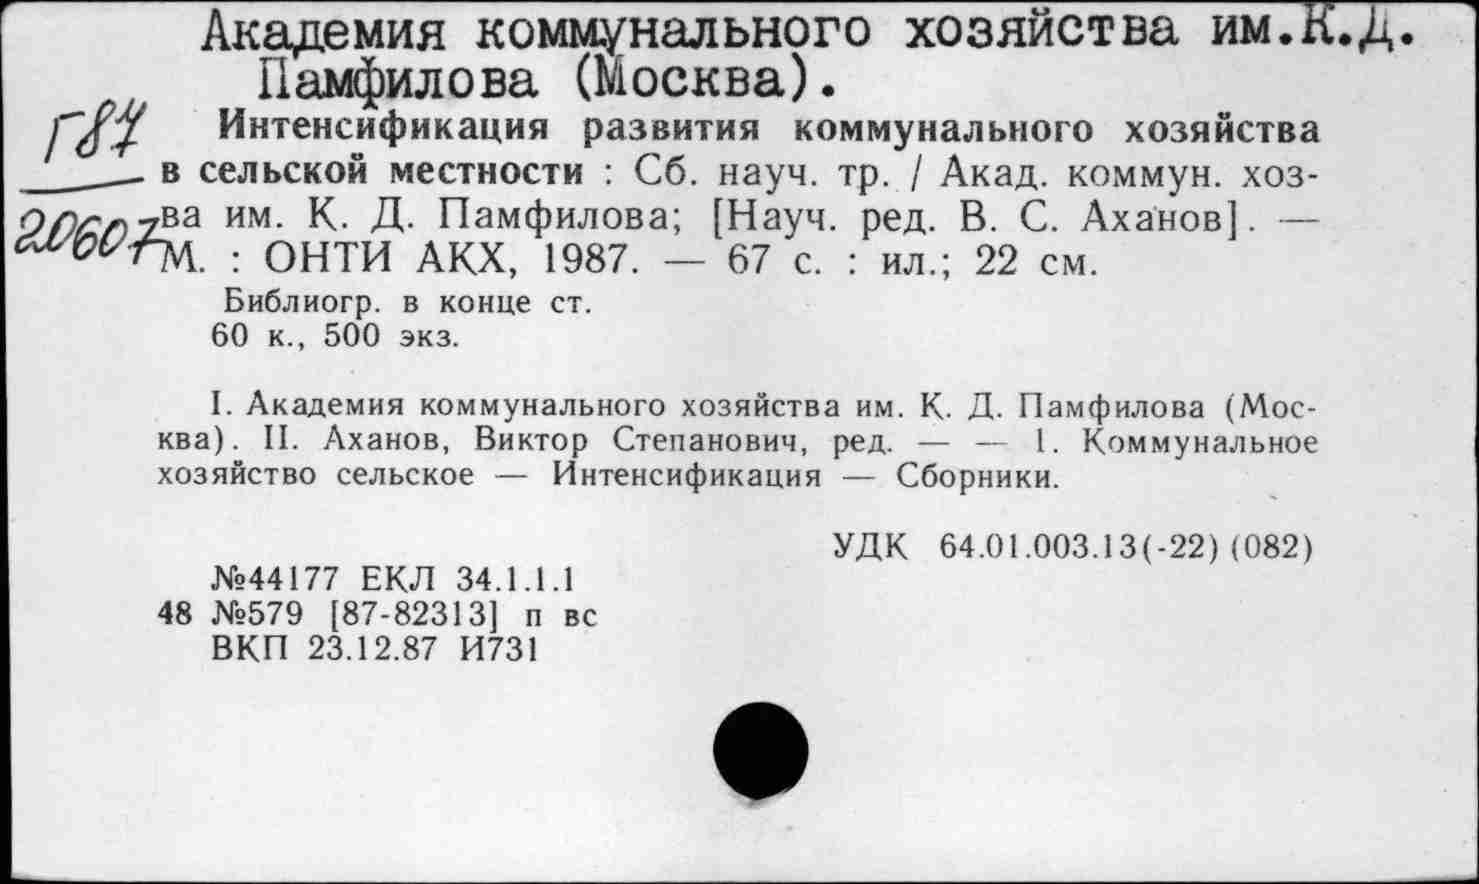 Академия коммунального хозяйства им.К.Д.
Памфилова (Москва).
Г87
20607
Интенсификация развития коммунального хозяйства
в сельской местности : Сб. науч. тр. / Акад. коммун. хоз-
ва им. К. Д. Памфилова; [Науч. ред. В. С. Аханов]. —
М. : ОНТИ АКХ, 1987. — 67 с. : ил.; 22 см.
Библиогр. в конце ст.
60 к., 500 экз.
I. Академия коммунального хозяйства им. К. Д. Памфилова (Мос-
ква). II. Аханов, Виктор Степанович, ред. — — 1. Коммунальное
хозяйство сельское — Интенсификация — Сборники.
УДК 64.01.003.13(-22)(082)
№44177 ЕКЛ 34.1.1.1
48 №579 [87-82313] п вс
ВКП 23.12.87 И731